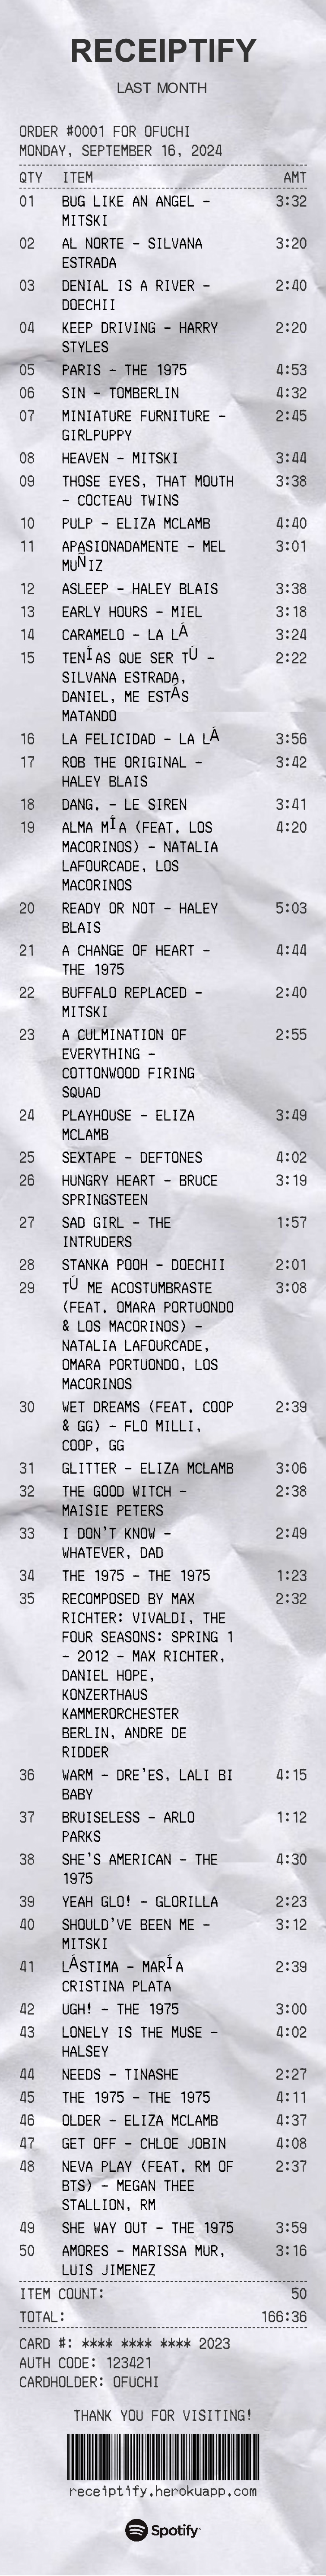 RECEIPTIFY
LAST MONTH
ORDER #0001 FOR OFUCHI
MONDAY, SEPTEMBER 16, 2024
QTY ITEM AMT
01 BUG LIKE AN ANGEL - 3:32
MITSKI
02 AL NORTE - SILVANA 3:20
ESTRADA
03 DENIAL IS A RIVER - 2:40
DOECHII
04 KEEP DRIVING - HARRY 2:20
STYLES
05 PARIS - THE 1975 4:53
06 SIN - TOMBERLIN 4:32
07 MINIATURE FURNITURE - 2:45
GIRLPUPPY
08 HEAVEN - MITSKI 3:44
09 THOSE EYES, THAT MOUTH 3:38
- COCTEAU TWINS
10 PULP - ELIZA MCLAMB 4:40
11 APASIONADAMENTE - MEL 3:01
MUÑIZ
12 ASLEEP - HALEY BLAIS 3:38
13 EARLY HOURS - MIEL 3:18
14 CARAMELO - LA LÁ 3:24
15 TENÍAS QUE SER TÚ - 2:22
SILVANA ESTRADA,
DANIEL, ME ESTÁS
MATANDO
16 LA FELICIDAD - LA LÁ 3:56
17 ROB THE ORIGINAL - 3:42
HALEY BLAIS
18 DANG. - LE SIREN 3:41
19 ALMA MÍA (FEAT. LOS 4:20
MACORINOS) - NATALIA
LAFOURCADE, LOS
MACORINOS
20 READY OR NOT - HALEY 5:03
BLAIS
21 A CHANGE OF HEART - 4:44
THE 1975
22 BUFFALO REPLACED - 2:40
MITSKI
23 A CULMINATION OF 2:55
EVERYTHING -
COTTONWOOD FIRING
SQUAD
24 PLAYHOUSE - ELIZA 3:49
MCLAMB
25 SEXTAPE - DEFTONES 4:02
26 HUNGRY HEART - BRUCE 3:19
SPRINGSTEEN
27 SAD GIRL - THE 1:57
INTRUDERS
28 STANKA POOH - DOECHII 2:01
29 TÚ ME ACOSTUMBRASTE 3:08
(FEAT. OMARA PORTUONDO
& LOS MACORINOS) -
NATALIA LAFOURCADE,
OMARA PORTUONDO, LOS
MACORINOS
30 WET DREAMS (FEAT. COOP 2:39
& GG) - FLO MILLI,
COOP, GG
31 GLITTER - ELIZA MCLAMB 3:06
32 THE GOOD WITCH - 2:38
MAISIE PETERS
33 I DON'T KNOW - 2:49
WHATEVER, DAD
34 THE 1975 - THE 1975 1:23
35 RECOMPOSED BY MAX 2:32
RICHTER: VIVALDI, THE
FOUR SEASONS: SPRING 1
- 2012 - MAX RICHTER,
DANIEL HOPE,
KONZERTHAUS
KAMMERORCHESTER
BERLIN, ANDRE DE
RIDDER
36 WARM - DRE'ES, LALI BI 4:15
BABY
37 BRUISELESS - ARLO 1:12
PARKS
38 SHE'S AMERICAN - THE 4:30
1975
39 YEAH GLO! - GLORILLA 2:23
40 SHOULD'VE BEEN ME - 3:12
MITSKI
41 LÁSTIMA - MARÍA 2:39
CRISTINA PLATA
42 UGH! - THE 1975 3:00
43 LONELY IS THE MUSE - 4:02
HALSEY
44 NEEDS - TINASHE 2:27
45 THE 1975 - THE 1975 4:11
46 OLDER - ELIZA MCLAMB 4:37
47 GET OFF - CHLOE JOBIN 4:08
48 NEVA PLAY (FEAT. RM OF 2:37
BTS) - MEGAN THEE
STALLION, RM
49 SHE WAY OUT - THE 1975 3:59
50 AMORES - MARISSA MUR, 3:16
LUIS JIMENEZ
ITEM COUNT: 50
TOTAL: 166:36
CARD #: **** **** **** 2023
AUTH CODE: 123421
CARDHOLDER: OFUCHI
THANK YOU FOR VISITING!
receiptify.herokuapp.com
Spotify